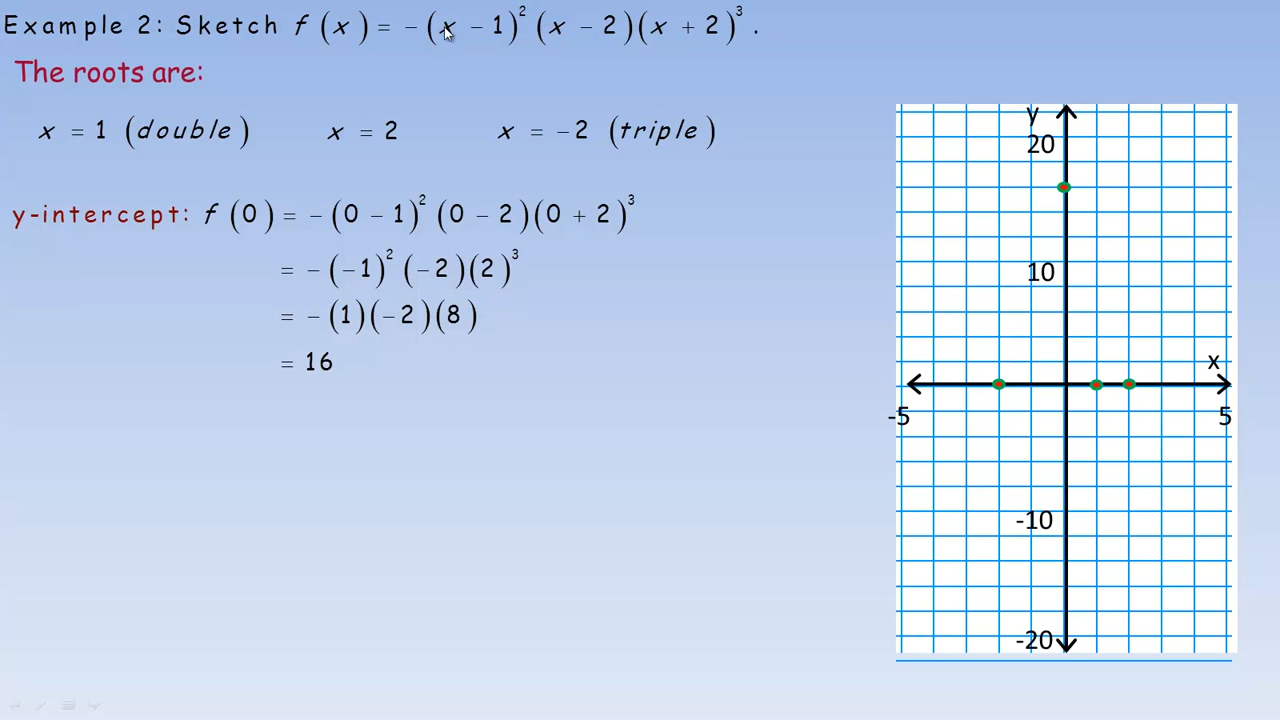 Example 2: Sketch f(x) = -(x - 1)²(x - 2)(x + 2)³.
The roots are:
x = 1 (double) x = 2 x = -2 (triple)
y-intercept: f(0) = -(0 - 1)²(0 - 2)(0 + 2)³
= -(-1)²(-2)(2)³
= -(1)(-2)(8)
= 16
y
20
10
x
-5 5
-10
-20